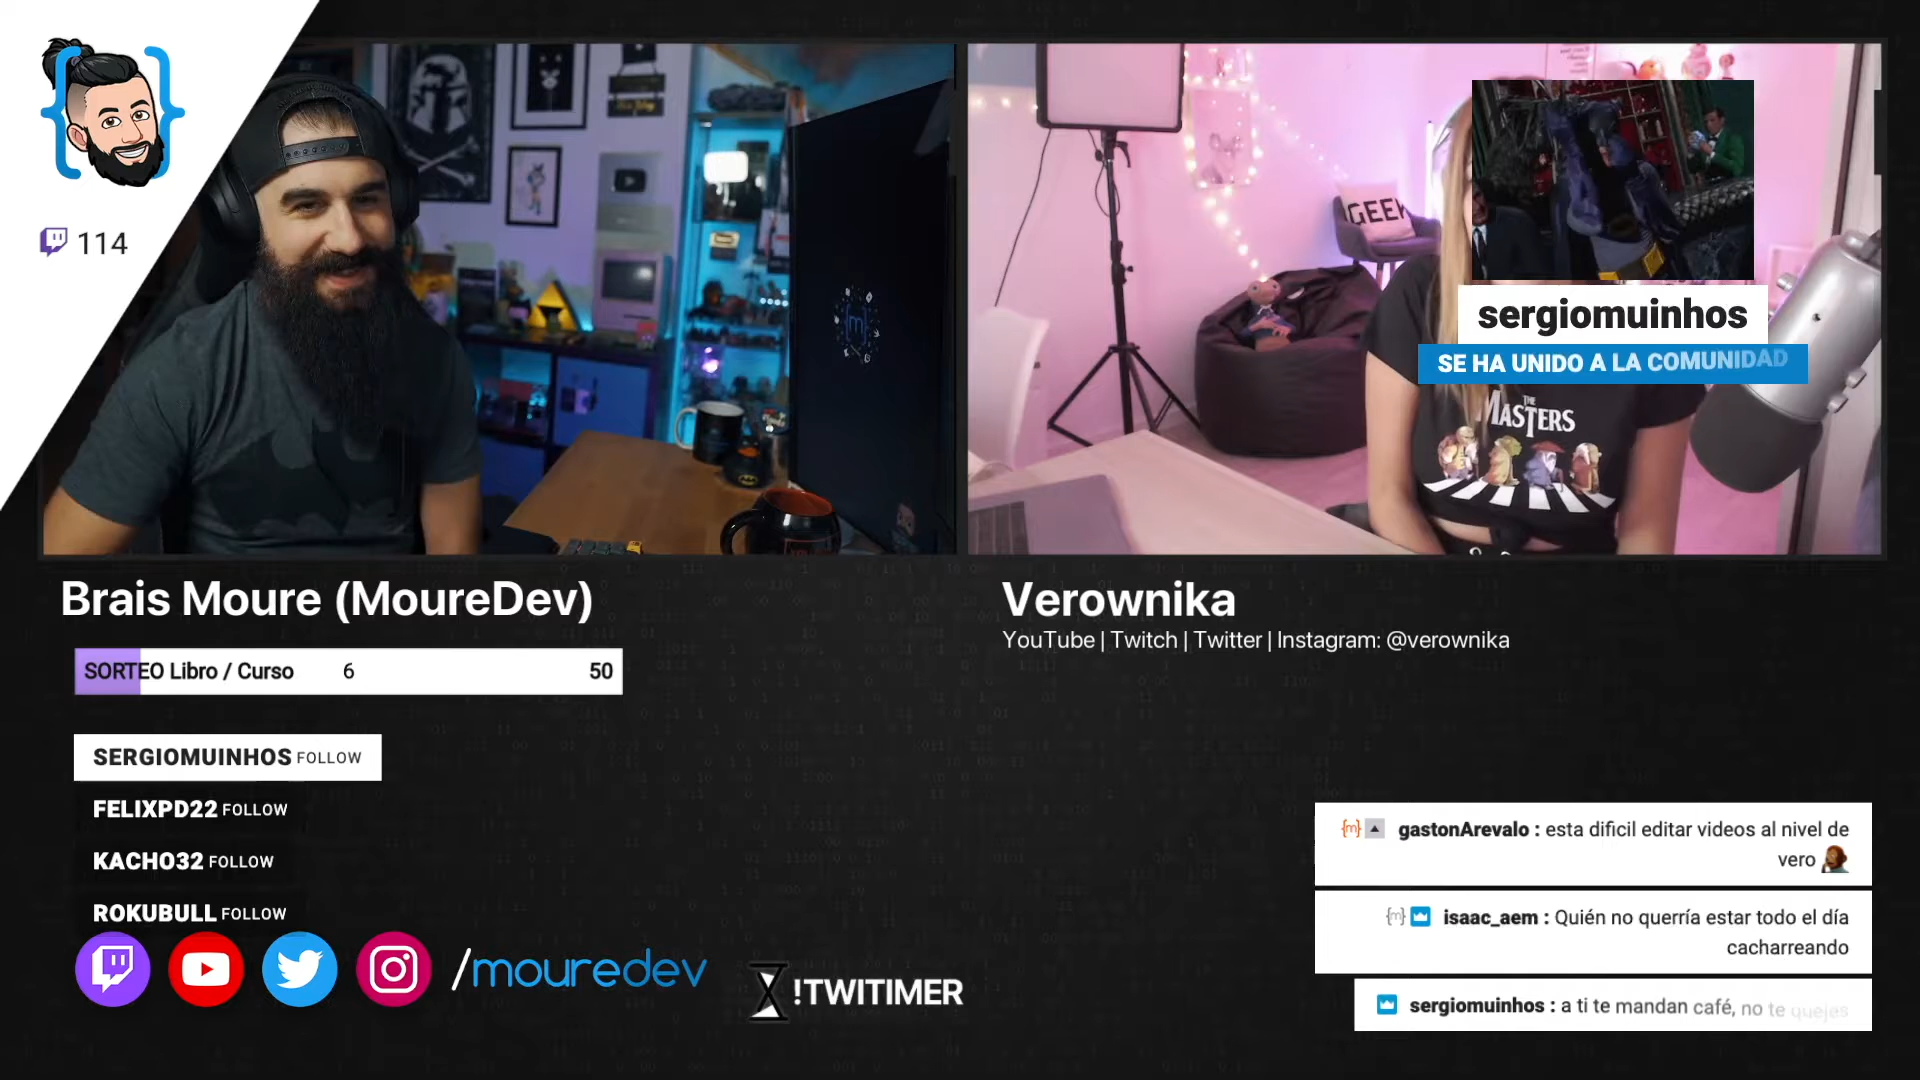 114
GEEK
sergiomuinhos
SE HA UNIDO A LA COMUNIDAD
THE
MASTERS
{m}
Brais Moure (MoureDev)
Verownika
YouTube | Twitch | Twitter | Instagram: @verownika
SORTEO Libro / Curso 6 50
SERGIOMUINHOS FOLLOW
FELIXPD22 FOLLOW
KACHO32 FOLLOW
ROKUBULL FOLLOW
/mouredev
!TWITIMER
{m} gastonArevalo : esta dificil editar videos al nivel de
vero
{m} isaac_aem : Quién no querría estar todo el día
cacharreando
sergiomuinhos : a ti te mandan café, no te quejes